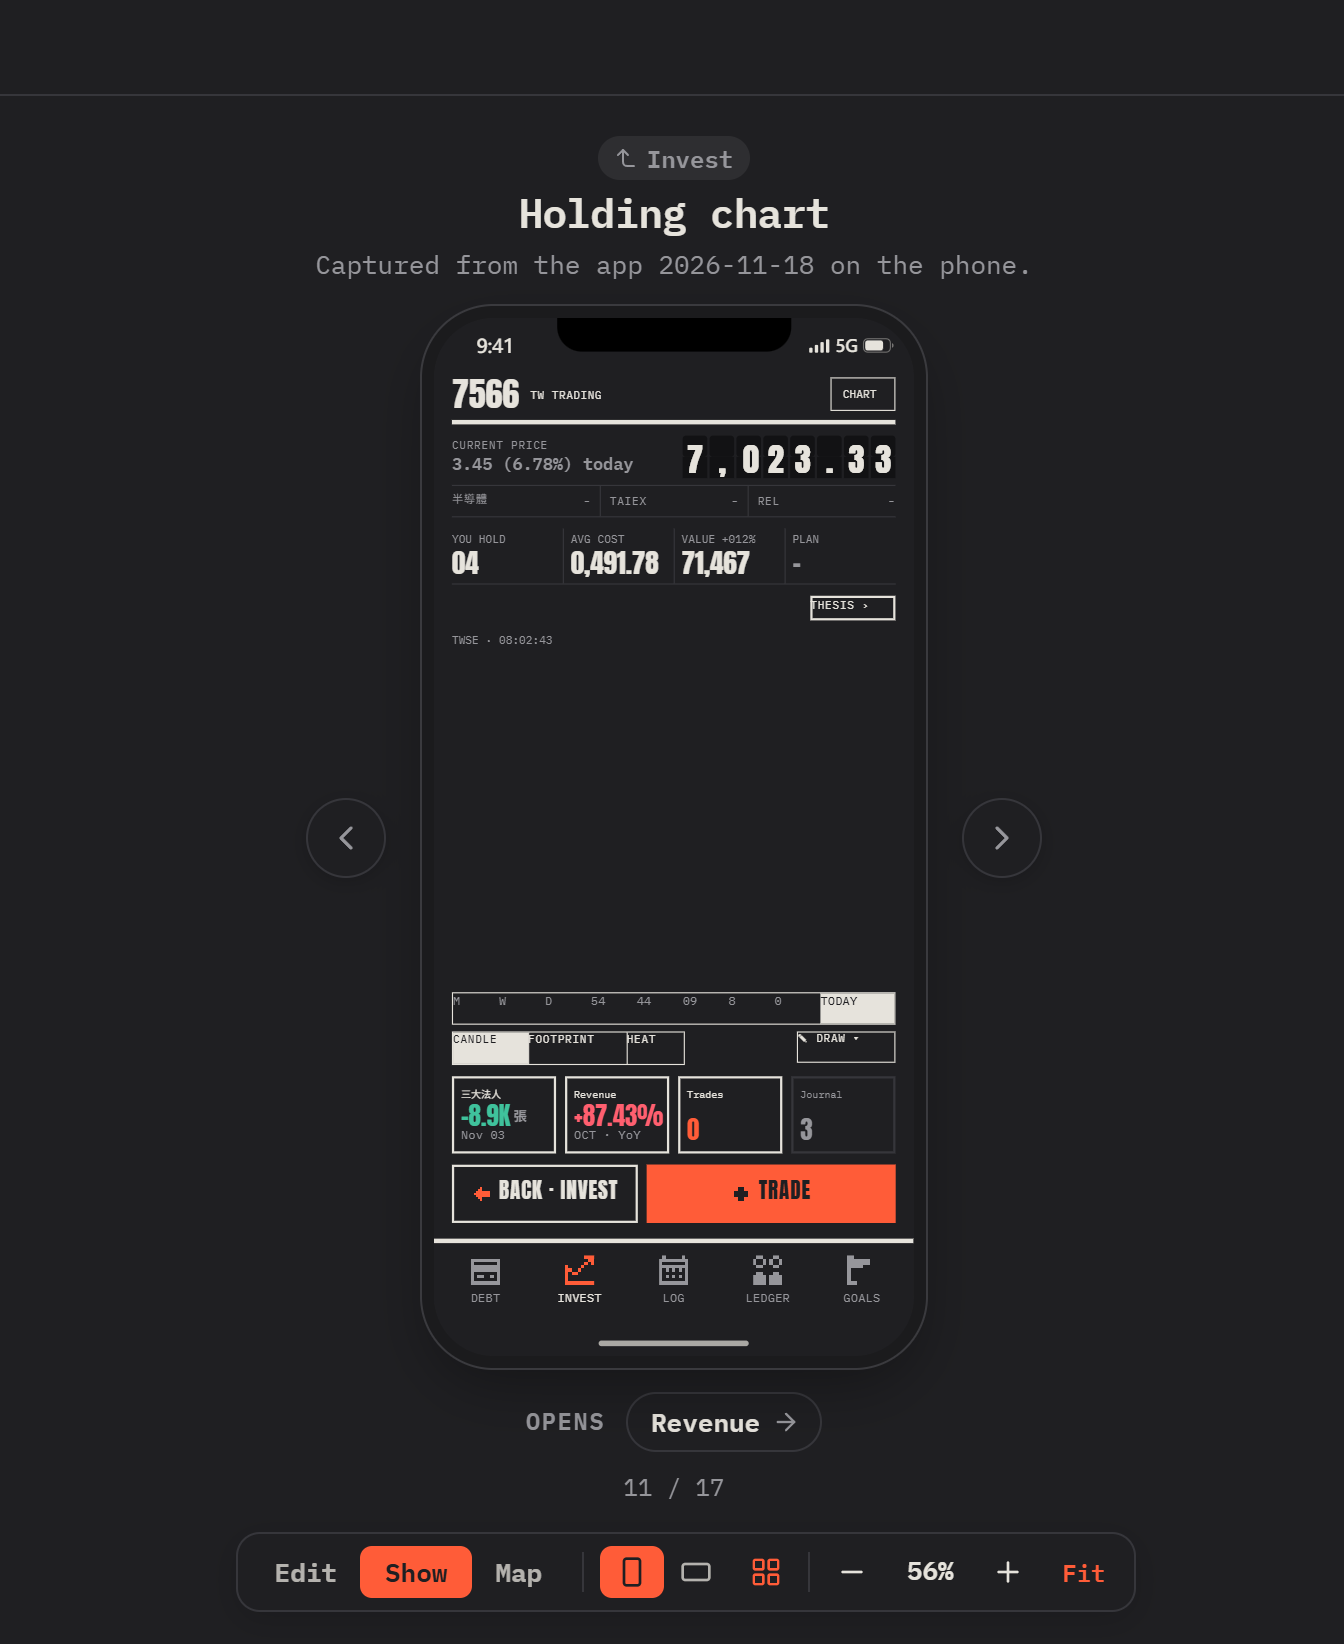 Invest
Holding chart
Captured from the app 2026-11-18 on the phone.
9:41 5G
7566 TW TRADING CHART
CURRENT PRICE
3.45 (6.78%) today
7,023.33
半導體 - TAIEX - REL -
YOU HOLD AVG COST VALUE +012% PLAN
04 0,491.78 71,467 -
THESIS ›
TWSE · 08:02:43
M W D 54 44 09 8 0 TODAY
CANDLE FOOTPRINT HEAT DRAW
三大法人 Revenue Trades Journal
-8.9K張 +87.43% 0 3
Nov 03 OCT · YoY
BACK · INVEST TRADE
DEBT INVEST LOG LEDGER GOALS
OPENS Revenue →
11 / 17
Edit Show Map 56% Fit